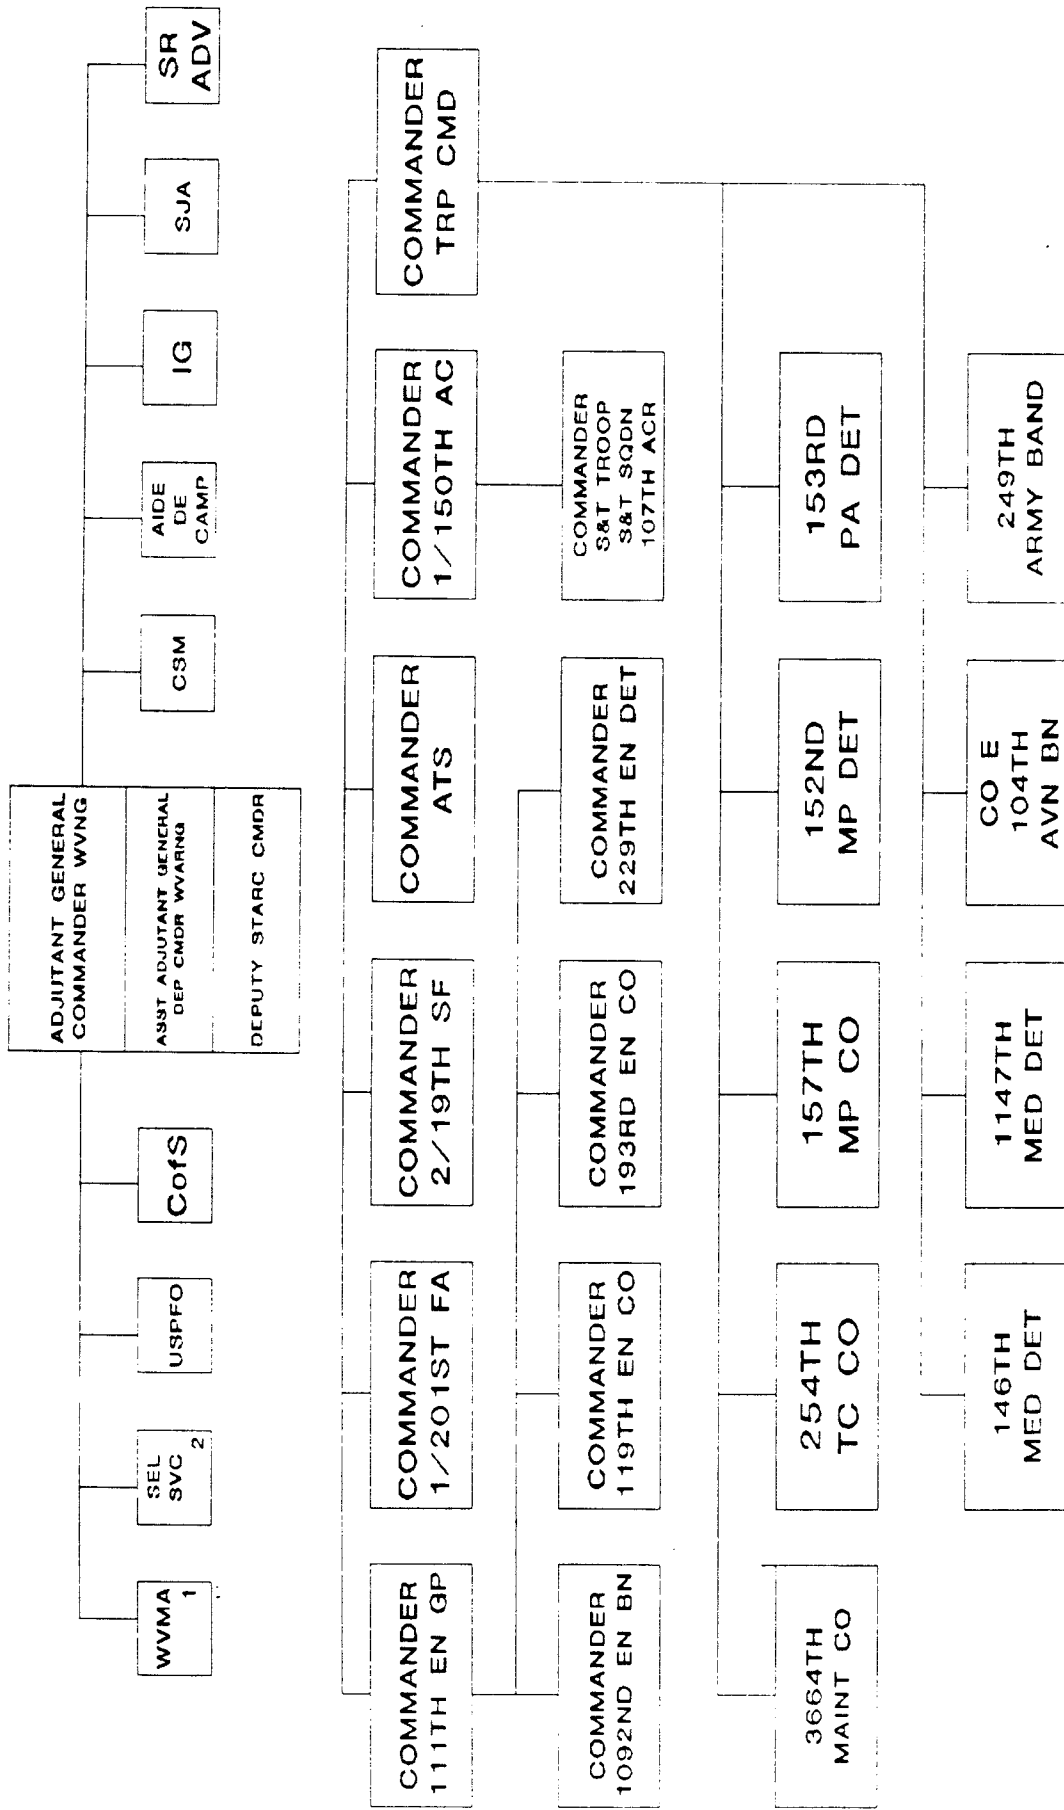 ADJUTANT GENERAL
COMMANDER WVNG
ASST ADJUTANT GENERAL
DEP CMDR WVARNG
DEPUTY STARC CMDR
WVMA
1
SEL
SVC 2
USPFO
CofS
CSM
AIDE
DE
CAMP
IG
SJA
SR
ADV
COMMANDER
111TH EN GP
COMMANDER
1/201ST FA
COMMANDER
2/19TH SF
COMMANDER
ATS
COMMANDER
1/150TH AC
COMMANDER
TRP CMD
COMMANDER
1092ND EN BN
COMMANDER
119TH EN CO
COMMANDER
193RD EN CO
COMMANDER
229TH EN DET
COMMANDER
S&T TROOP
S&T SQDN
107TH ACR
3664TH
MAINT CO
254TH
TC CO
157TH
MP CO
152ND
MP DET
153RD
PA DET
146TH
MED DET
1147TH
MED DET
CO E
104TH
AVN BN
249TH
ARMY BAND